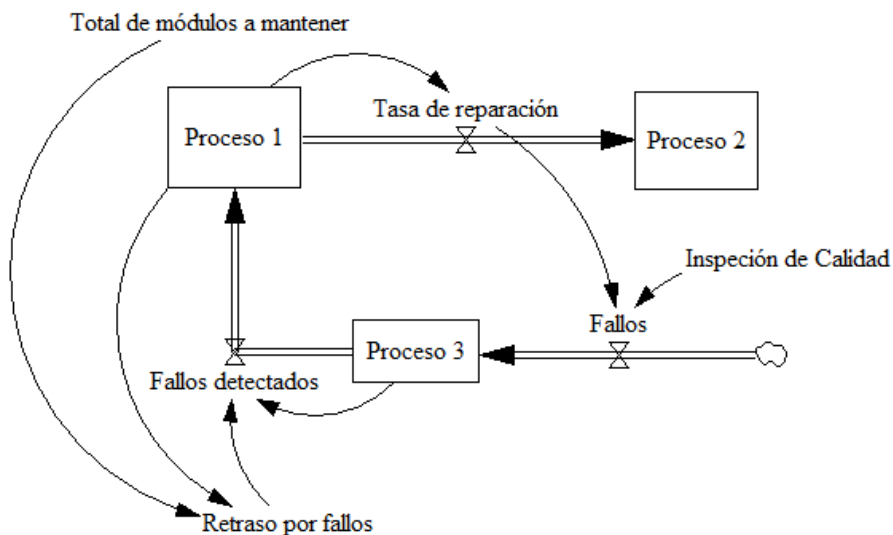 Total de módulos a mantener
Tasa de reparación
Proceso 1
Proceso 2
Inspeción de Calidad
Fallos
Proceso 3
Fallos detectados
Retraso por fallos